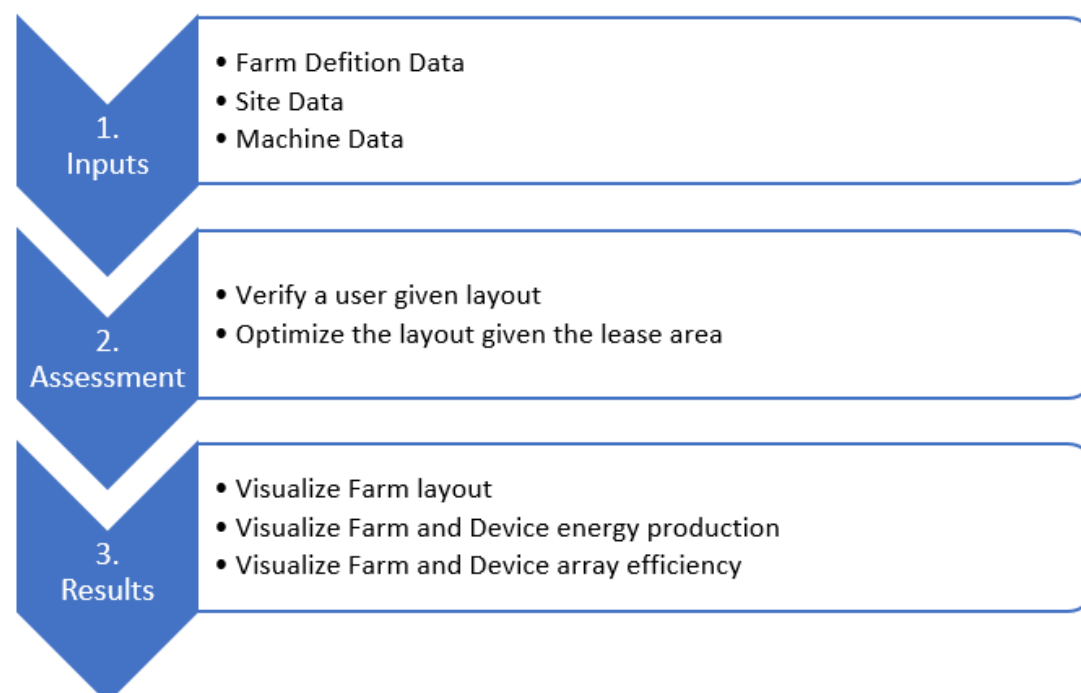 1.
Inputs
• Farm Defition Data
• Site Data
• Machine Data
2.
Assessment
• Verify a user given layout
• Optimize the layout given the lease area
3.
Results
• Visualize Farm layout
• Visualize Farm and Device energy production
• Visualize Farm and Device array efficiency